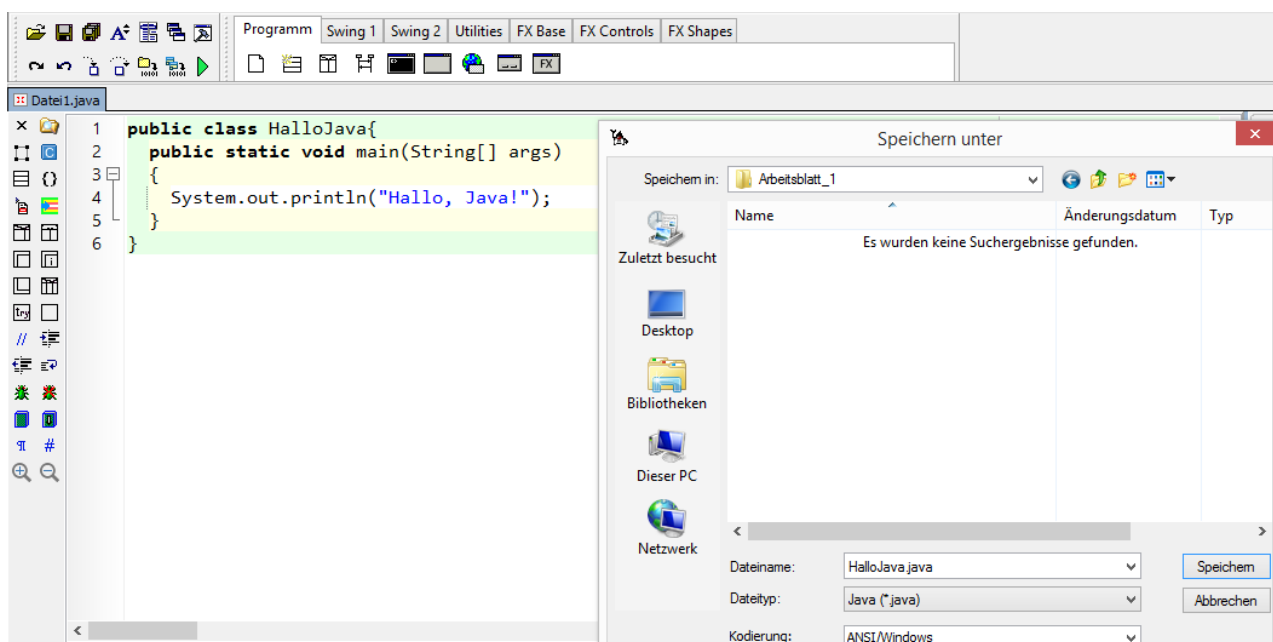 Programm Swing 1 Swing 2 Utilities FX Base FX Controls FX Shapes
FX
Datei1.java
1 public class HalloJava{
2 public static void main(String[] args)
3 {
4 System.out.println("Hallo, Java!");
5 }
6 }
try
//
#
Speichern unter
Speichern in: Arbeitsblatt_1
Name Änderungsdatum Typ
Es wurden keine Suchergebnisse gefunden.
Zuletzt besucht
Desktop
Bibliotheken
Dieser PC
Netzwerk
Dateiname: HalloJava.java Speichern
Dateityp: Java (*.java) Abbrechen
Kodierung: ANSI/Windows